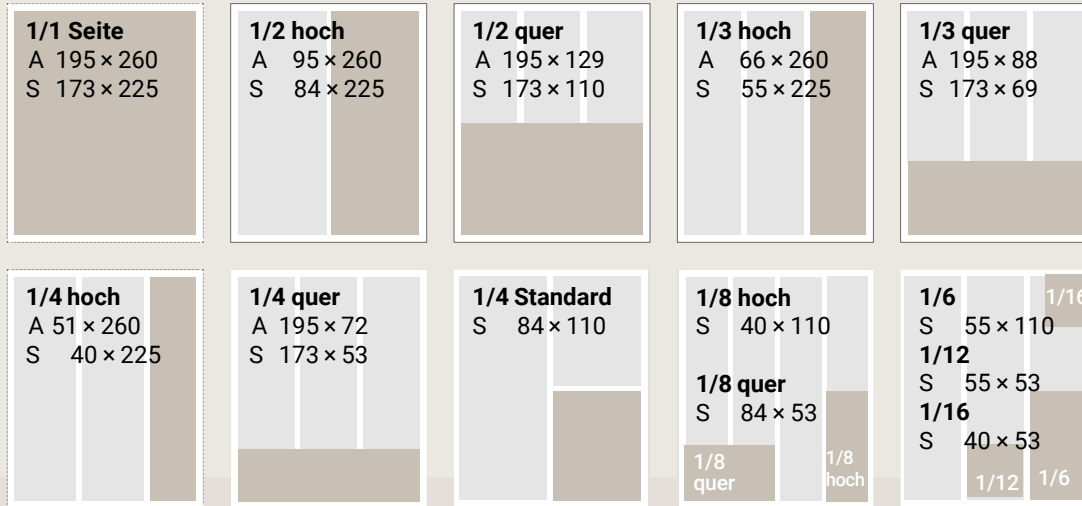 1/1 Seite
A 195 × 260
S 173 × 225
1/2 hoch
A 95 × 260
S 84 × 225
1/2 quer
A 195 × 129
S 173 × 110
1/3 hoch
A 66 × 260
S 55 × 225
1/3 quer
A 195 × 88
S 173 × 69
1/4 hoch
A 51 × 260
S 40 × 225
1/4 quer
A 195 × 72
S 173 × 53
1/4 Standard
S 84 × 110
1/8 hoch
S 40 × 110
1/8 quer
S 84 × 53
1/8
quer
1/8
hoch
1/6
S 55 × 110
1/12
S 55 × 53
1/16
S 40 × 53
1/16
1/12
1/6